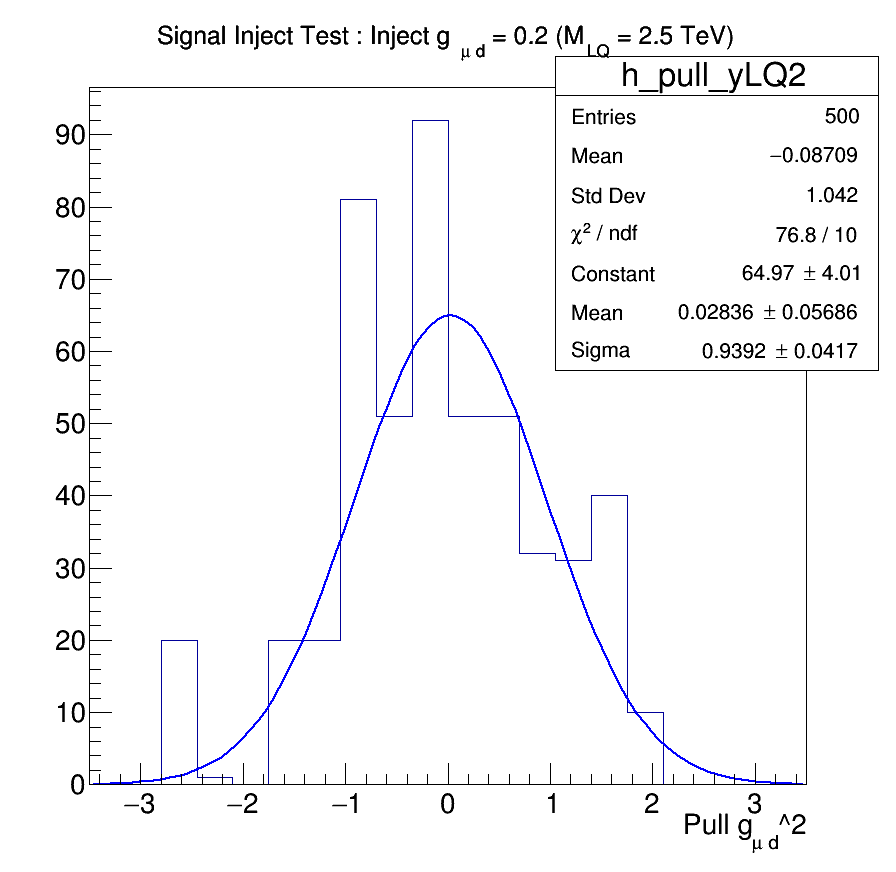 Signal Inject Test : Inject g μ d = 0.2 (M LQ = 2.5 TeV)
h_pull_yLQ2
Entries 500
Mean −0.08709
Std Dev 1.042
χ² / ndf 76.8 / 10
Constant 64.97 ± 4.01
Mean 0.02836 ± 0.05686
Sigma 0.9392 ± 0.0417
90
80
70
60
50
40
30
20
10
0
−3 −2 −1 0 1 2 3
Pull g μ d ^2